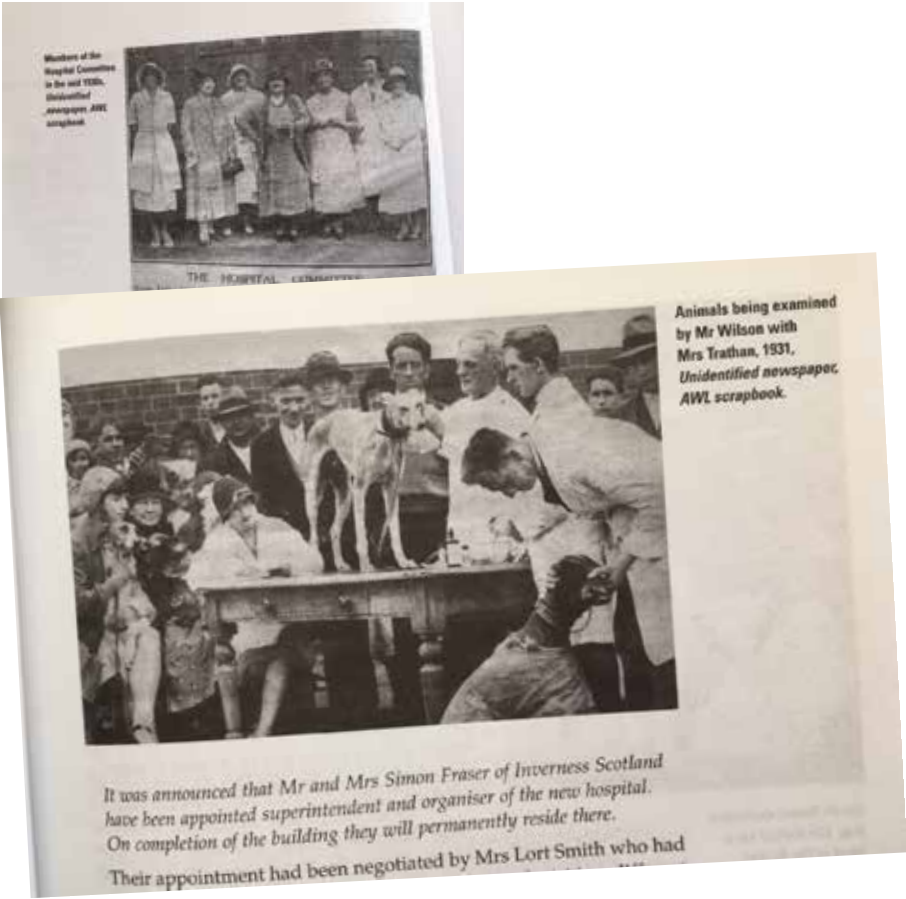 Members of the
Hospital Committee
in the mid 1930s.
Unidentified
newspaper, AWL
scrapbook.
THE HOSPITAL COMMITTEE
Animals being examined
by Mr Wilson with
Mrs Trathan, 1931,
Unidentified newspaper,
AWL scrapbook.
It was announced that Mr and Mrs Simon Fraser of Inverness Scotland
have been appointed superintendent and organiser of the new hospital.
On completion of the building they will permanently reside there.
Their appointment had been negotiated by Mrs Lort Smith who had